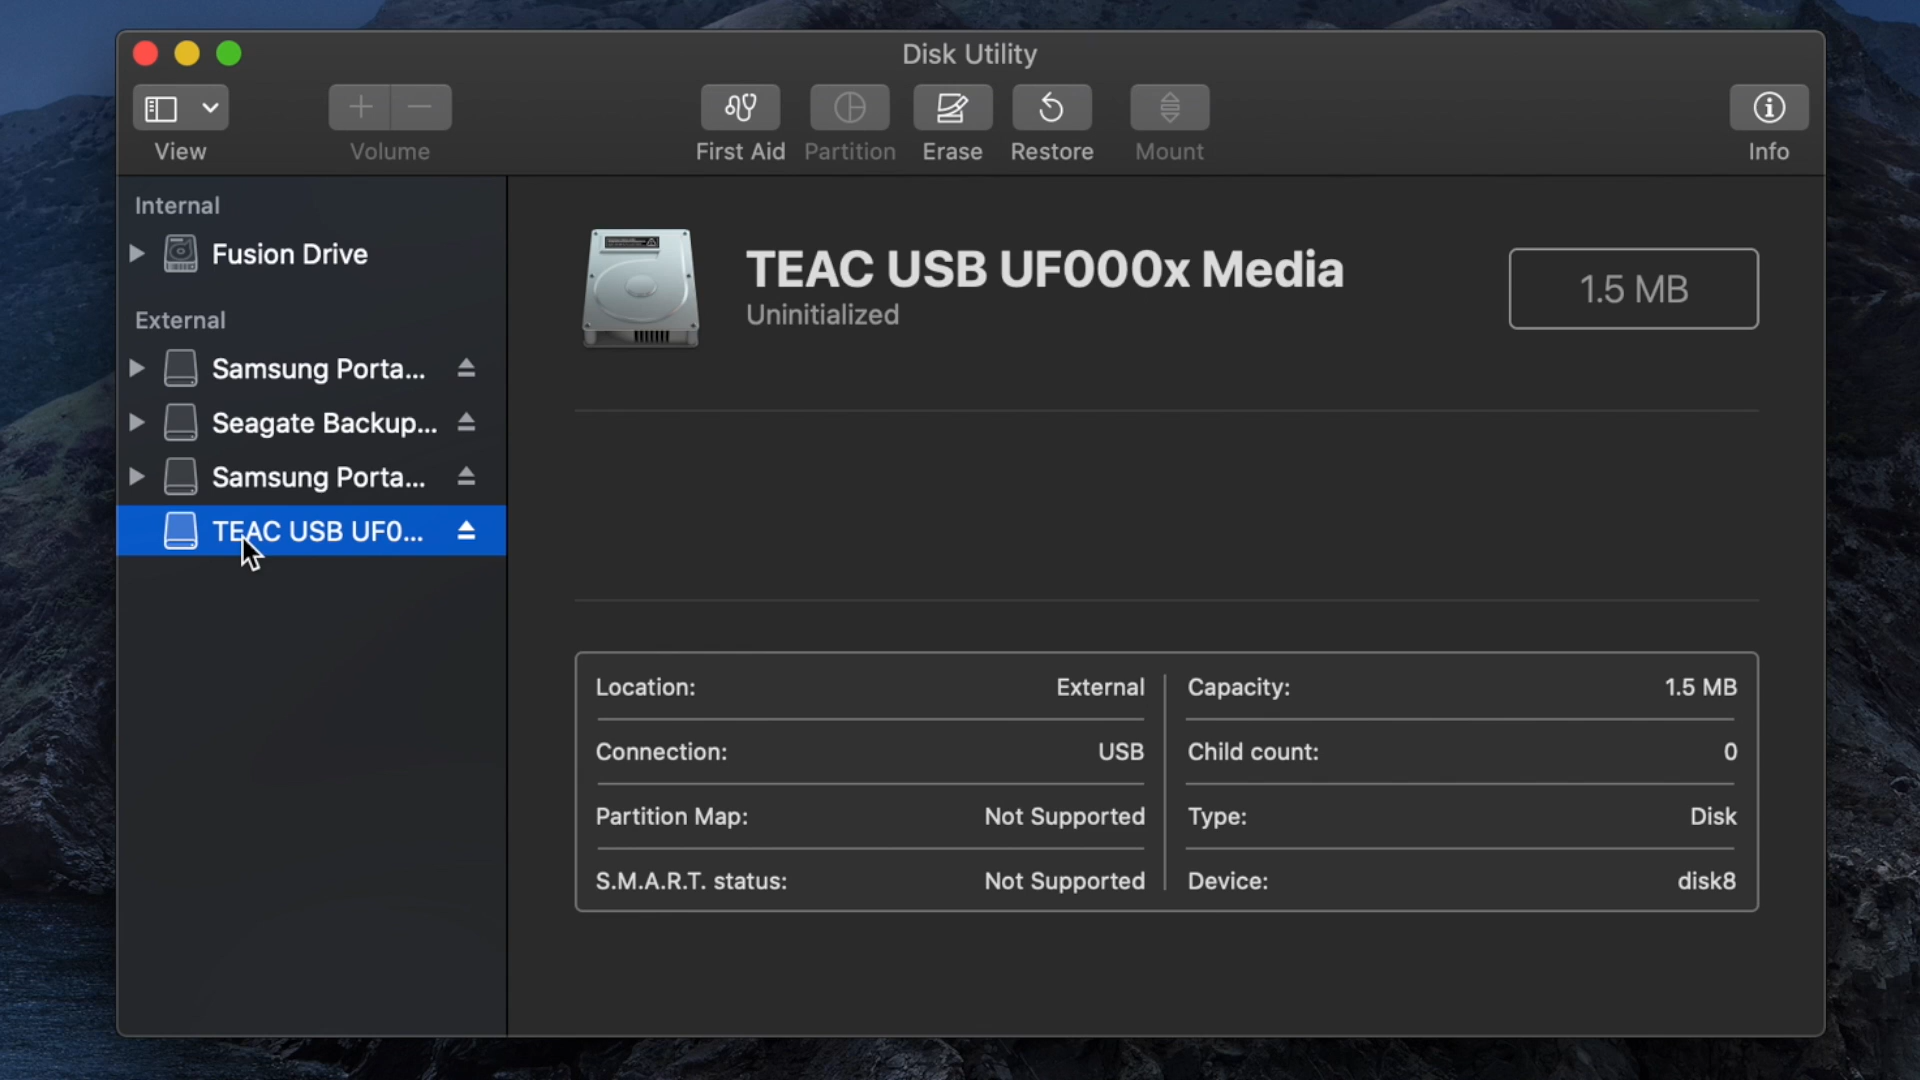 Disk Utility
View
Volume
First Aid
Partition
Erase
Restore
Mount
Info
Internal
Fusion Drive
External
Samsung Porta...
Seagate Backup...
Samsung Porta...
TEAC USB UF0...
TEAC USB UF000x Media
Uninitialized
1.5 MB
Location: External
Capacity: 1.5 MB
Connection: USB
Child count: 0
Partition Map: Not Supported
Type: Disk
S.M.A.R.T. status: Not Supported
Device: disk8